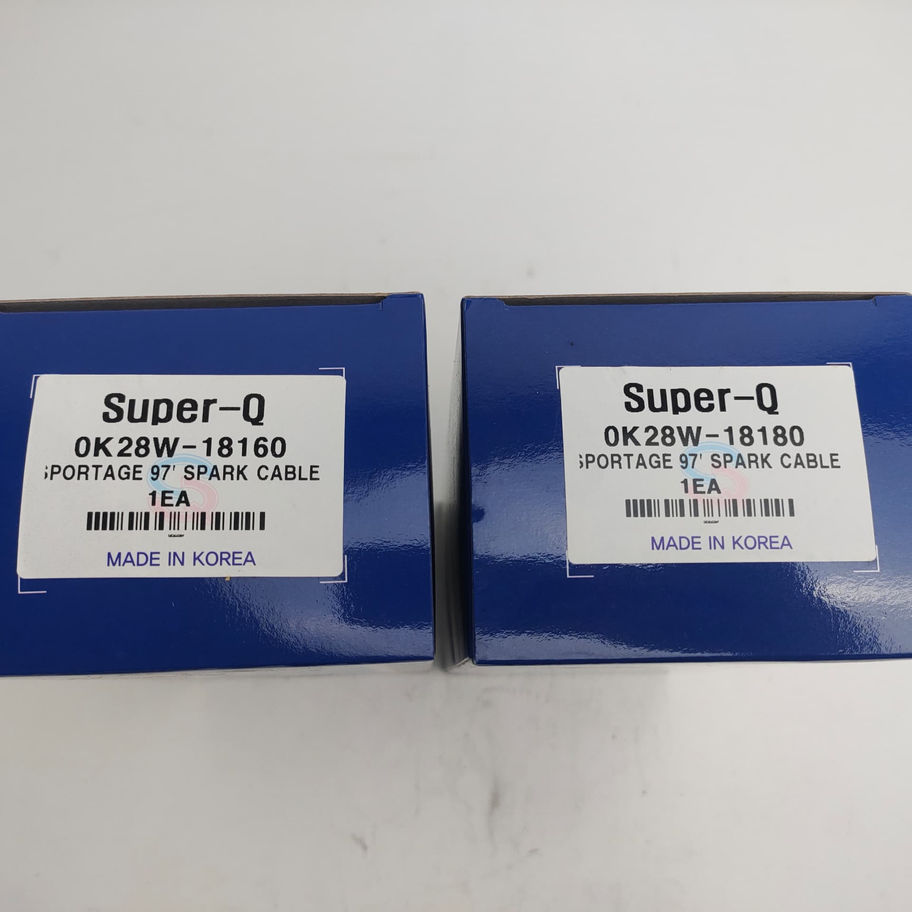 Super-Q
0K28W-18160
SPORTAGE 97' SPARK CABLE
1EA
MADE IN KOREA
Super-Q
0K28W-18180
SPORTAGE 97' SPARK CABLE
1EA
MADE IN KOREA